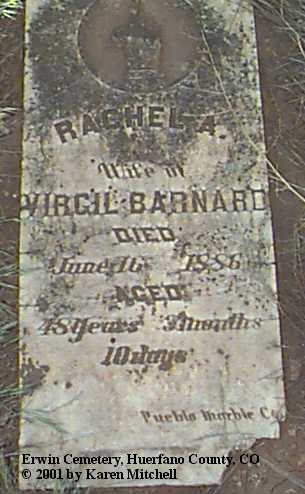 RACHEL A.
Wife of
VIRGIL BARNARD
DIED
June 16 1886
AGED
48 Years 3 months
10 days
Pueblo Marble Co
Erwin Cemetery, Huerfano County, CO
© 2001 by Karen Mitchell